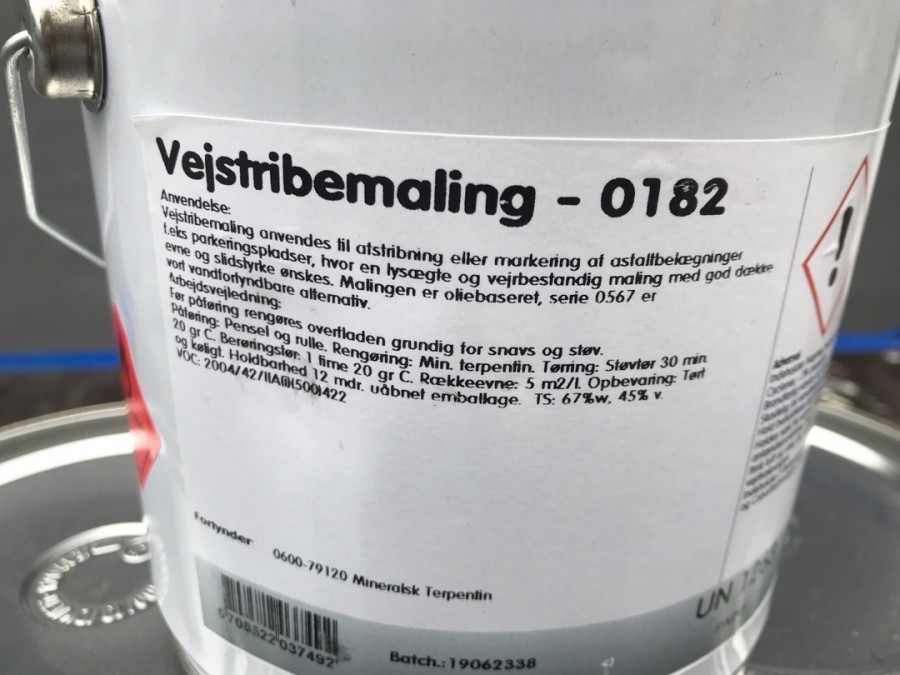 Vejstribemaling - 0182
Anvendelse:
Vejstribemaling anvendes til afstribning eller markering af asfaltbelægninger
f.eks parkeringspladser, hvor en lysægte og vejrbestandig maling med god dække-
evne og slidstyrke ønskes. Malingen er oliebaseret, serie 0567 er
vort vandfortyndbare alternativ.
Arbejdsvejledning:
Før påføring rengøres overfladen grundig for snavs og støv.
Påføring: Pensel og rulle. Rengøring: Min. terpentin. Tørring: Støvtør 30 min.
20 gr C. Berøringstør: 1 time 20 gr C. Rækkeevne: 5 m2/l. Opbevaring: Tørt
og køligt. Holdbarhed 12 mdr. uåbnet emballage. TS: 67%w, 45% v.
VOC: 2004/42/IIA(i)(500)422
Fortynder: 0600-79120 Mineralsk Terpentin
5708522037492
Batch.: 19062338
UN